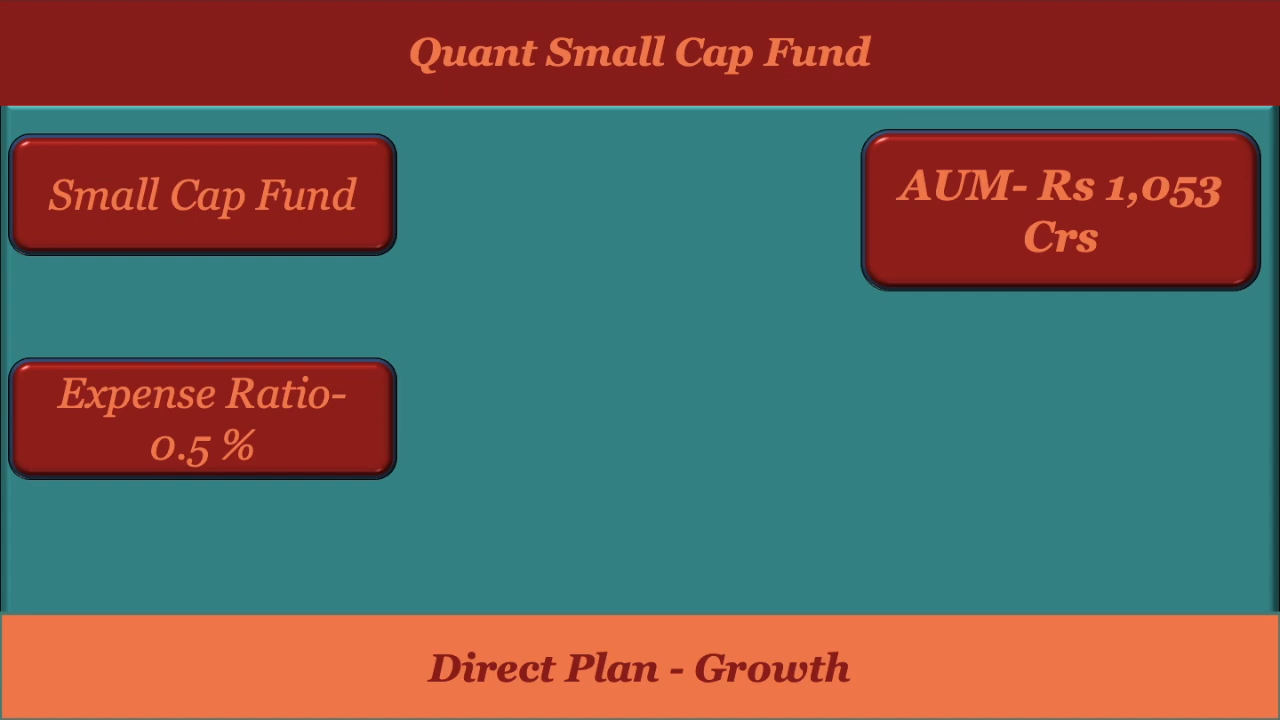 Quant Small Cap Fund
Small Cap Fund
AUM- Rs 1,053
Crs
Expense Ratio-
0.5 %
Direct Plan - Growth